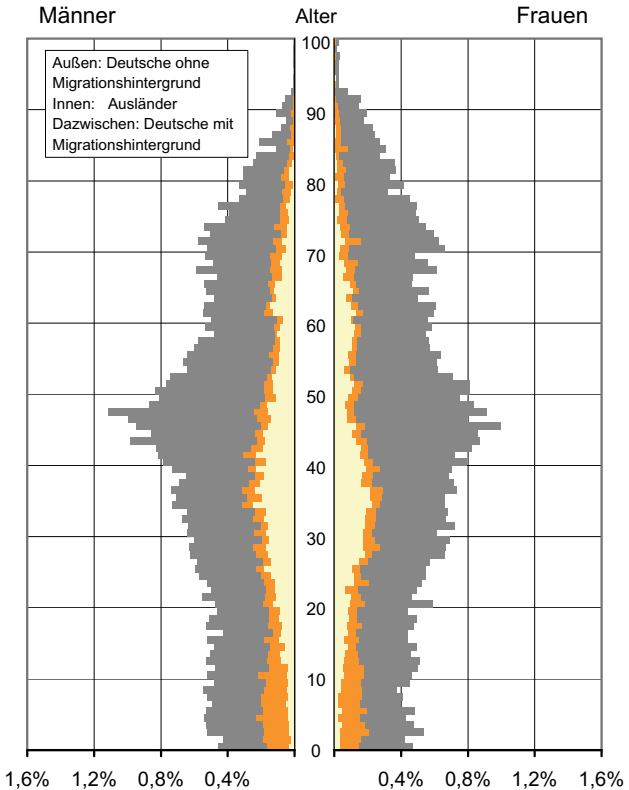 Männer Alter Frauen
Außen: Deutsche ohne
Migrationshintergrund
Innen: Ausländer
Dazwischen: Deutsche mit
Migrationshintergrund
100
90
80
70
60
50
40
30
20
10
0
1,6% 1,2% 0,8% 0,4% 0,4% 0,8% 1,2% 1,6%